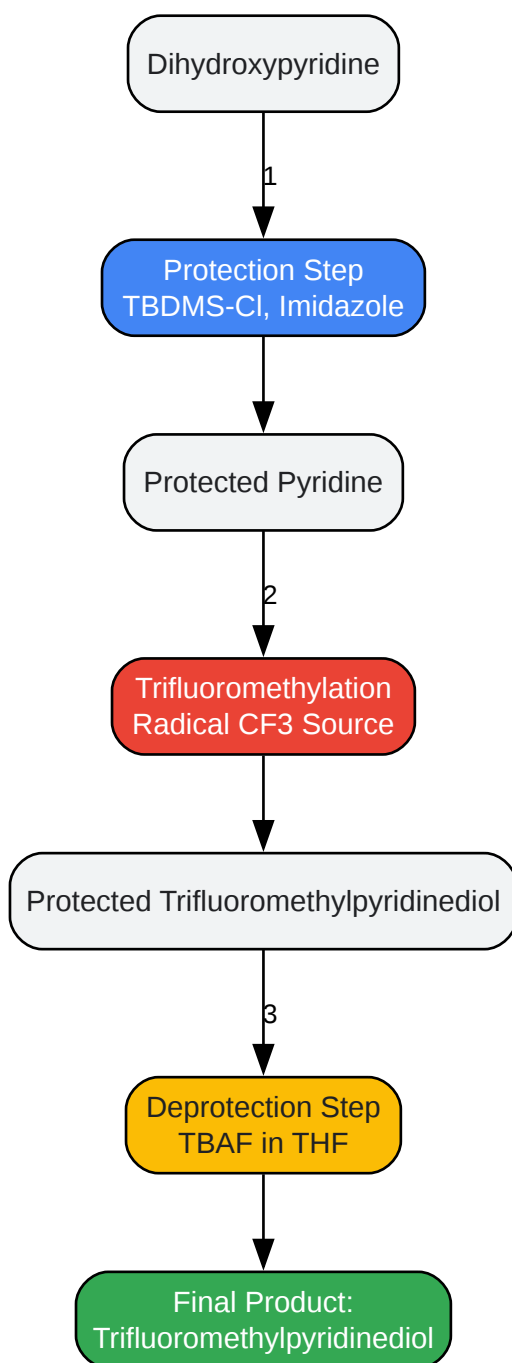 Dihydroxypyridine
1
Protection Step
TBDMS-Cl, Imidazole
Protected Pyridine
2
Trifluoromethylation
Radical CF3 Source
Protected Trifluoromethylpyridinediol
3
Deprotection Step
TBAF in THF
Final Product:
Trifluoromethylpyridinediol